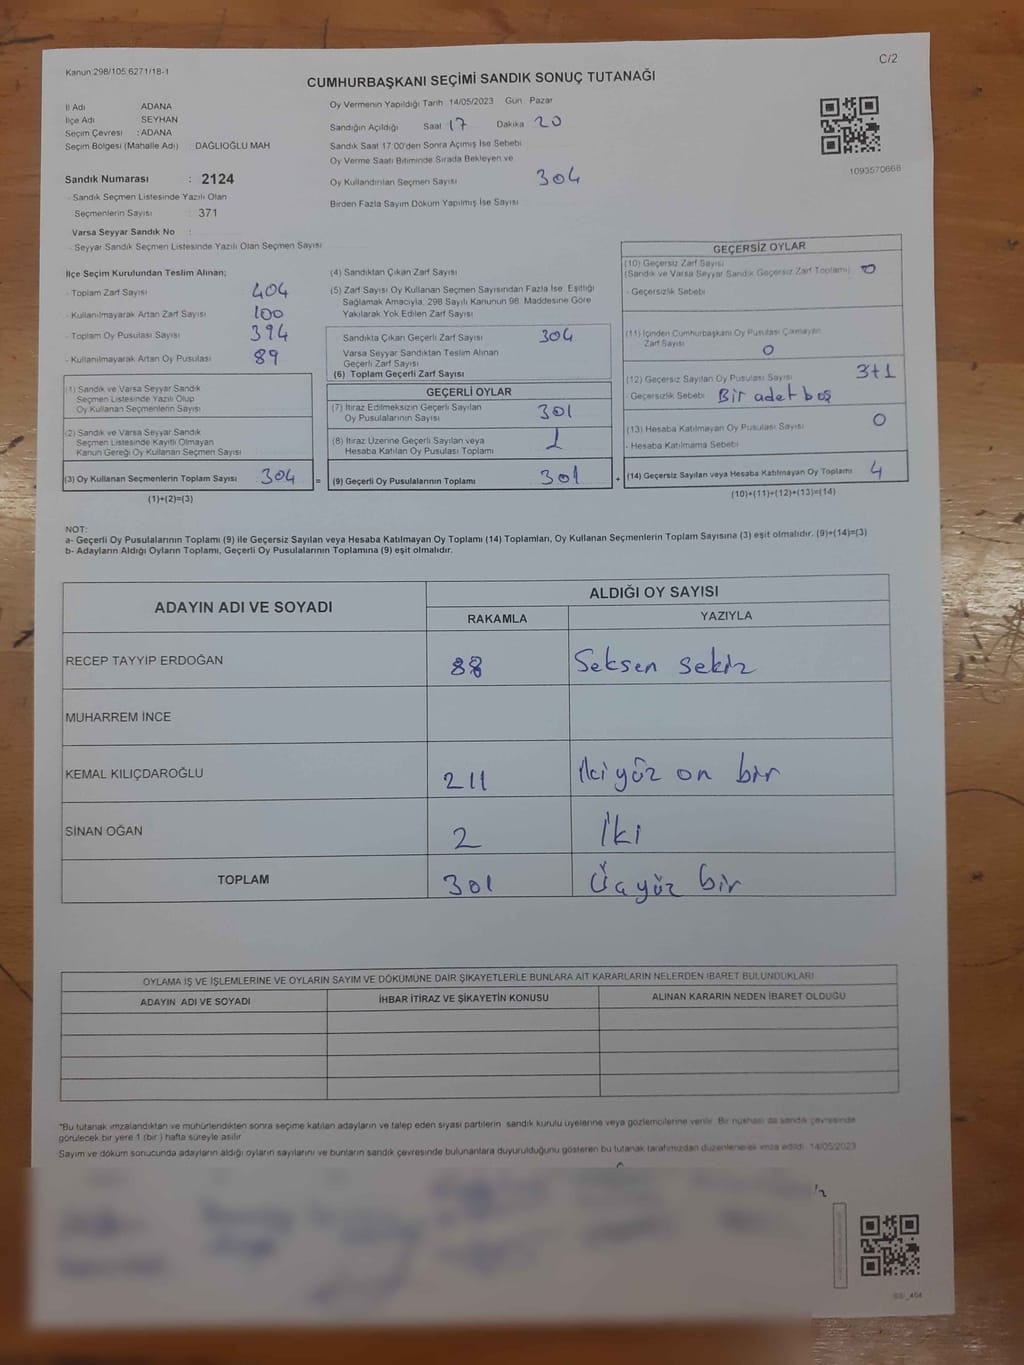 C/2
Kanun:298/105 6271/18-1
CUMHURBAŞKANI SEÇİMİ SANDIK SONUÇ TUTANAĞI
İl Adı ADANA
İlçe Adı SEYHAN
Seçim Çevresi : ADANA
Seçim Bölgesi (Mahalle Adı) : DAĞLIOĞLU MAH
Sandık Numarası : 2124
- Sandık Seçmen Listesinde Yazılı Olan
Seçmenlerin Sayısı : 371
Varsa Seyyar Sandık No :
- Seyyar Sandık Seçmen Listesinde Yazılı Olan Seçmen Sayısı
Oy Vermenin Yapıldığı Tarih 14/05/2023 Gün Pazar
Sandığın Açıldığı Saat 17 Dakika 20
Sandık Saat 17:00'den Sonra Açımış İse Sebebi
Oy Verme Saati Bitiminde Sırada Bekleyen ve
Oy Kullandırılan Seçmen Sayısı 304
Birden Fazla Sayım Döküm Yapılmış İse Sayısı
1093570668
İlçe Seçim Kurulundan Teslim Alınan;
- Toplam Zarf Sayısı 404
- Kullanılmayarak Artan Zarf Sayısı 100
- Toplam Oy Pusulası Sayısı 394
- Kullanılmayarak Artan Oy Pusulası 89
(1) Sandık ve Varsa Seyyar Sandık
Seçmen Listesinde Yazılı Olup
Oy Kullanan Seçmenlerin Sayısı
(2) Sandık ve Varsa Seyyar Sandık
Seçmen Listesinde Kayıtlı Olmayan
Kanun Gereği Oy Kullanan Seçmen Sayısı
(3) Oy Kullanan Seçmenlerin Toplam Sayısı 304 =
(1)+(2)=(3)
(4) Sandıktan Çıkan Zarf Sayısı
(5) Zarf Sayısı Oy Kullanan Seçmen Sayısından Fazla İse, Eşitliği
Sağlamak Amacıyla, 298 Sayılı Kanunun 98. Maddesine Göre
Yakılarak Yok Edilen Zarf Sayısı
Sandıkta Çıkan Geçerli Zarf Sayısı 304
Varsa Seyyar Sandıktan Teslim Alınan
Geçerli Zarf Sayısı
(6) Toplam Geçerli Zarf Sayısı
GEÇERLİ OYLAR
(7) İtiraz Edilmeksizin Geçerli Sayılan
Oy Pusulalarının Sayısı 301
(8) İtiraz Üzerine Geçerli Sayılan veya
Hesaba Katılan Oy Pusulası Toplamı
(9) Geçerli Oy Pusulalarının Toplamı 301 +
GEÇERSİZ OYLAR
(10) Geçersiz Zarf Sayısı
(Sandık ve Varsa Seyyar Sandık Geçersiz Zarf Toplamı) 0
- Geçersizlik Sebebi
(11) İçinden Cumhurbaşkanı Oy Pusulası Çıkmayan
Zarf Sayısı 0
(12) Geçersiz Sayılan Oy Pusulası Sayısı 3+1
- Geçersizlik Sebebi Bir adet boş
(13) Hesaba Katılmayan Oy Pusulası Sayısı 0
- Hesaba Katılmama Sebebi
(14) Geçersiz Sayılan veya Hesaba Katılmayan Oy Toplamı 4
(10)+(11)+(12)+(13)=(14)
NOT:
a- Geçerli Oy Pusulalarının Toplamı (9) ile Geçersiz Sayılan veya Hesaba Katılmayan Oy Toplamı (14) Toplamları, Oy Kullanan Seçmenlerin Toplam Sayısına (3) eşit olmalıdır. (9)+(14)=(3)
b- Adayların Aldığı Oyların Toplamı, Geçerli Oy Pusulalarının Toplamına (9) eşit olmalıdır.
ADAYIN ADI VE SOYADI ALDIĞI OY SAYISI
RAKAMLA YAZIYLA
RECEP TAYYİP ERDOĞAN 88 Seksen sekiz
MUHARREM İNCE
KEMAL KILIÇDAROĞLU 211 İkiyüz on bir
SİNAN OĞAN 2 İki
TOPLAM 301 Üçyüz bir
OYLAMA İŞ VE İŞLEMLERİNE VE OYLARIN SAYIM VE DÖKÜMÜNE DAİR ŞİKAYETLERLE BUNLARA AİT KARARLARIN NELERDEN İBARET BULUNDUKLARI
ADAYIN ADI VE SOYADI İHBAR İTİRAZ VE ŞİKAYETİN KONUSU ALINAN KARARIN NEDEN İBARET OLDUĞU
*Bu tutanak imzalandıktan ve mühürlendikten sonra seçime katılan adayların ve talep eden siyasi partilerin sandık kurulu üyelerine veya gözlemcilerine verilir. Bir nüshası da sandık çevresinde
görülecek bir yere 1 (bir ) hafta süreyle asılır
Sayım ve döküm sonucunda adayların aldığı oyların sayılarını ve bunların sandık çevresinde bulunanlara duyurulduğunu gösteren bu tutanak tarafımızdan düzenlenerek imza edildi. 14/05/2023